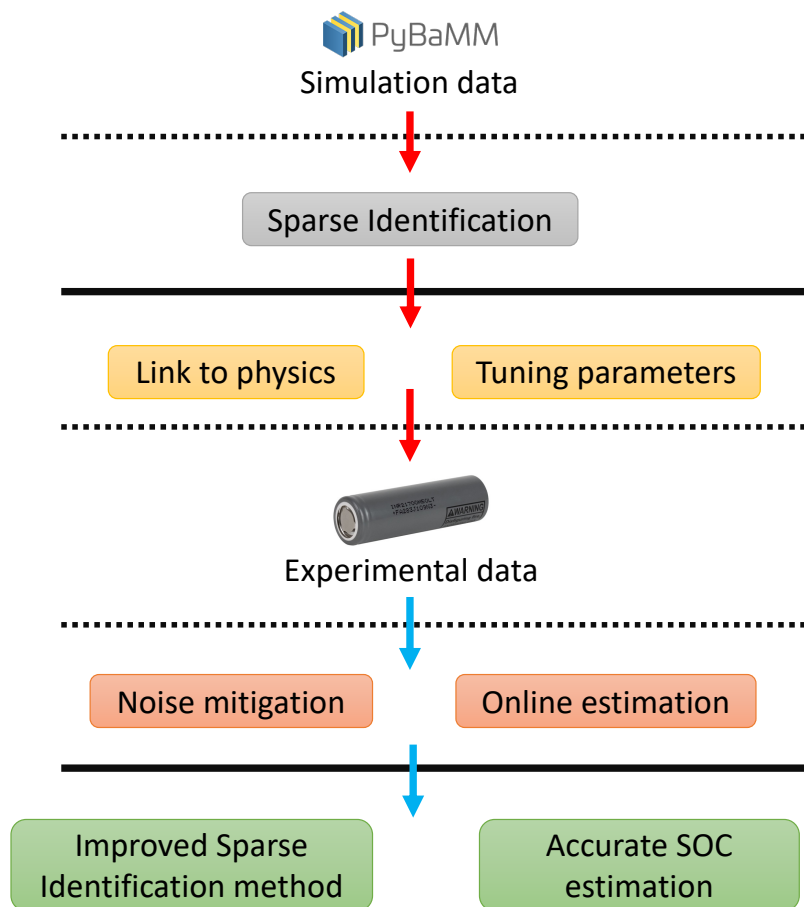 PyBaMM
Simulation data
Sparse Identification
Link to physics
Tuning parameters
WARNING
Experimental data
Noise mitigation
Online estimation
Improved Sparse
Identification method
Accurate SOC
estimation